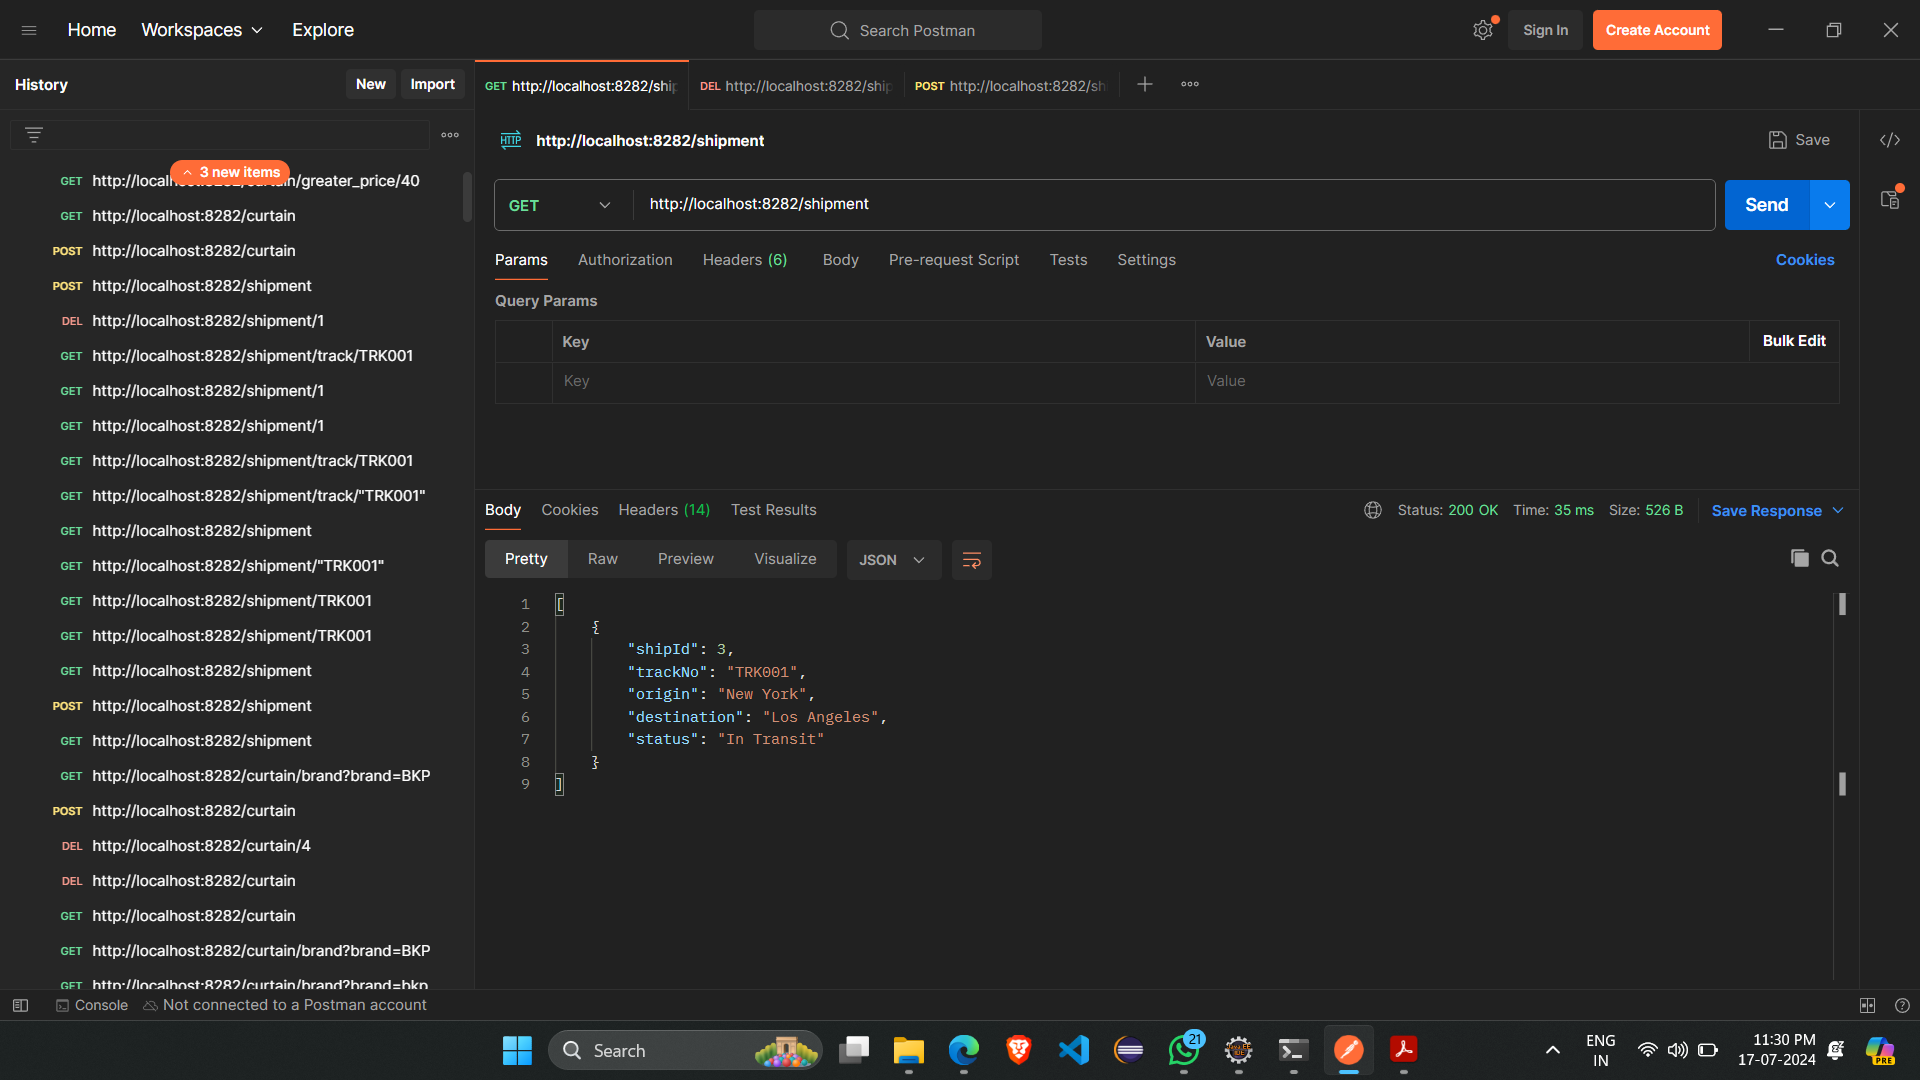 Home Workspaces Explore Search Postman Sign In Create Account
History New Import GET http://localhost:8282/ship DEL http://localhost:8282/ship POST http://localhost:8282/sh
HTTP http://localhost:8282/shipment Save
3 new items
GET http://localhost:8282/curtain/greater_price/40
GET http://localhost:8282/curtain
POST http://localhost:8282/curtain
POST http://localhost:8282/shipment
DEL http://localhost:8282/shipment/1
GET http://localhost:8282/shipment/track/TRK001
GET http://localhost:8282/shipment/1
GET http://localhost:8282/shipment/1
GET http://localhost:8282/shipment/track/TRK001
GET http://localhost:8282/shipment/track/"TRK001"
GET http://localhost:8282/shipment
GET http://localhost:8282/shipment/"TRK001"
GET http://localhost:8282/shipment/TRK001
GET http://localhost:8282/shipment/TRK001
GET http://localhost:8282/shipment
POST http://localhost:8282/shipment
GET http://localhost:8282/shipment
GET http://localhost:8282/curtain/brand?brand=BKP
POST http://localhost:8282/curtain
DEL http://localhost:8282/curtain/4
DEL http://localhost:8282/curtain
GET http://localhost:8282/curtain
GET http://localhost:8282/curtain/brand?brand=BKP
GET http://localhost:8282/curtain/brand?brand=bkp
GET http://localhost:8282/shipment Send
Params Authorization Headers (6) Body Pre-request Script Tests Settings Cookies
Query Params
Key Value Bulk Edit
Key Value
Body Cookies Headers (14) Test Results Status: 200 OK Time: 35 ms Size: 526 B Save Response
Pretty Raw Preview Visualize JSON
1 [
2 {
3 "shipId": 3,
4 "trackNo": "TRK001",
5 "origin": "New York",
6 "destination": "Los Angeles",
7 "status": "In Transit"
8 }
9 ]
Console Not connected to a Postman account
Search 21 ENG 11:30 PM
IN 17-07-2024 PRE